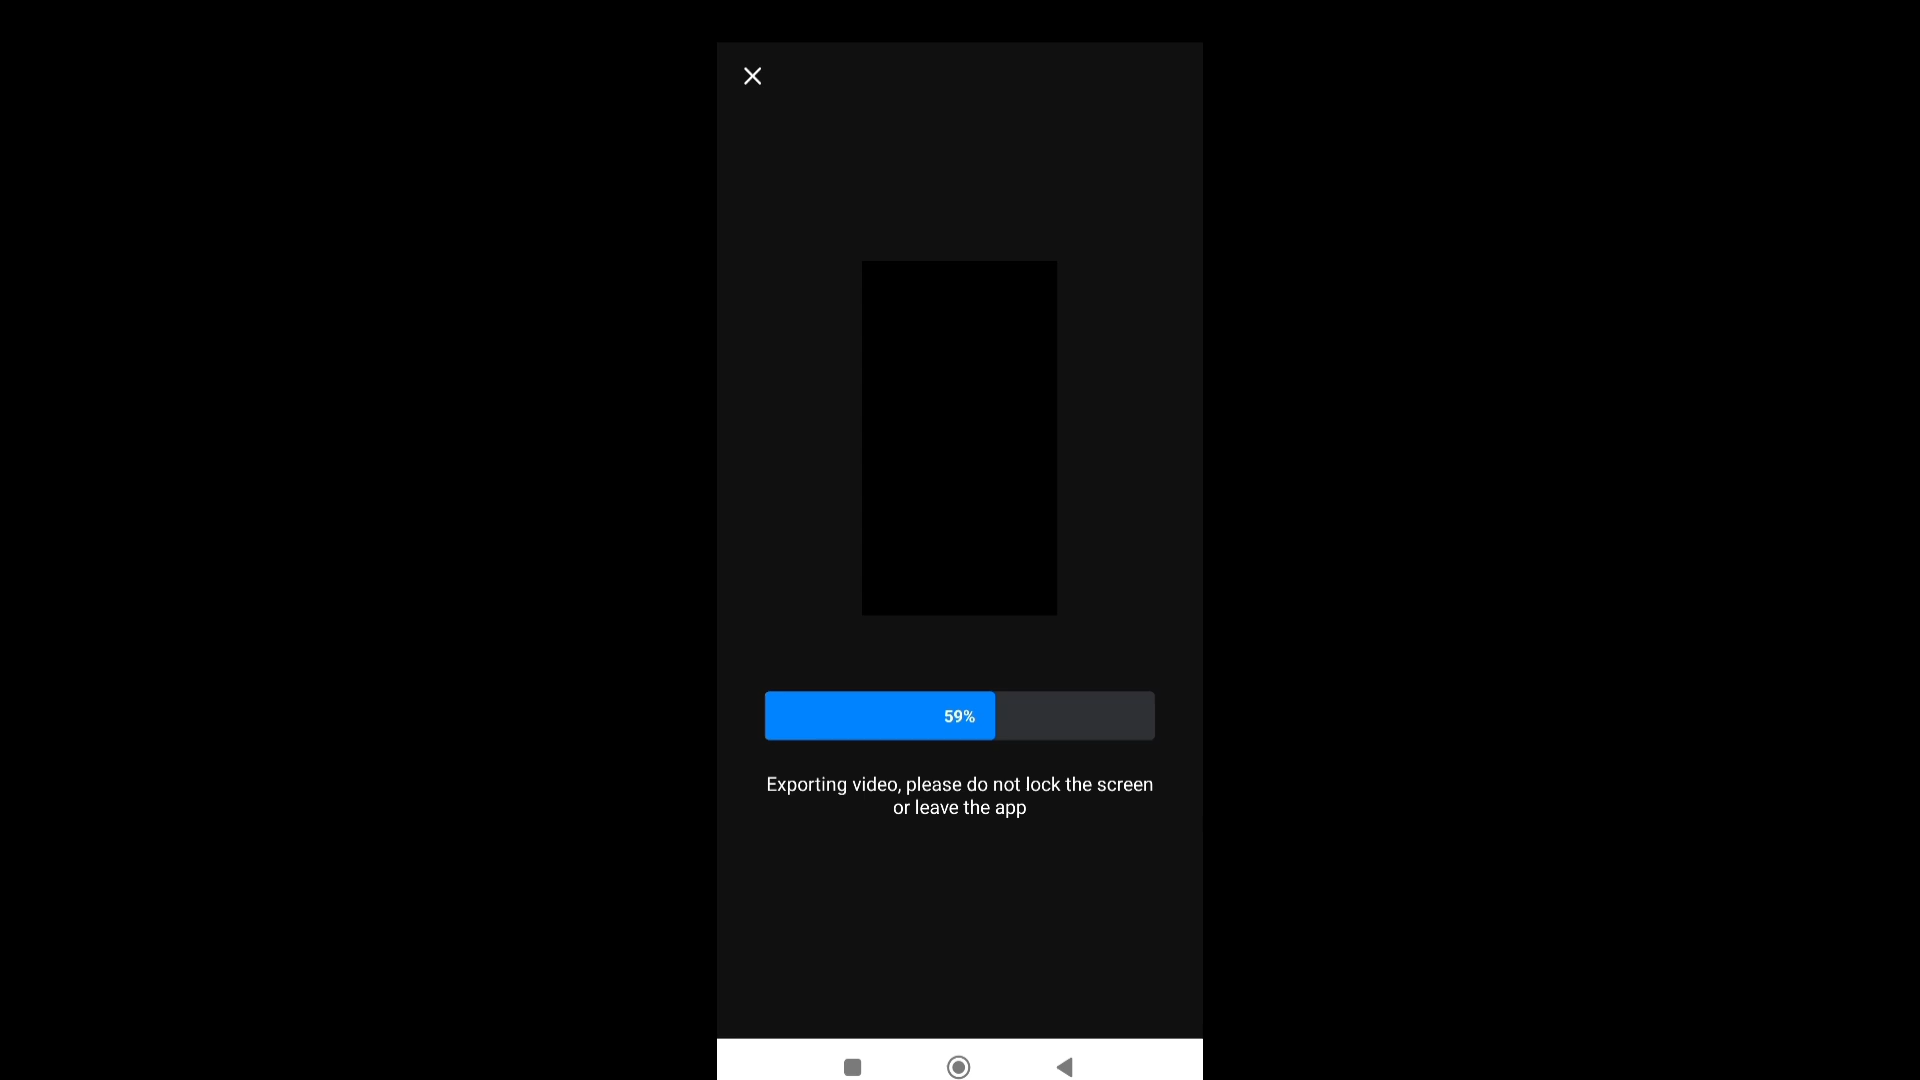 59%
Exporting video, please do not lock the screen
or leave the app